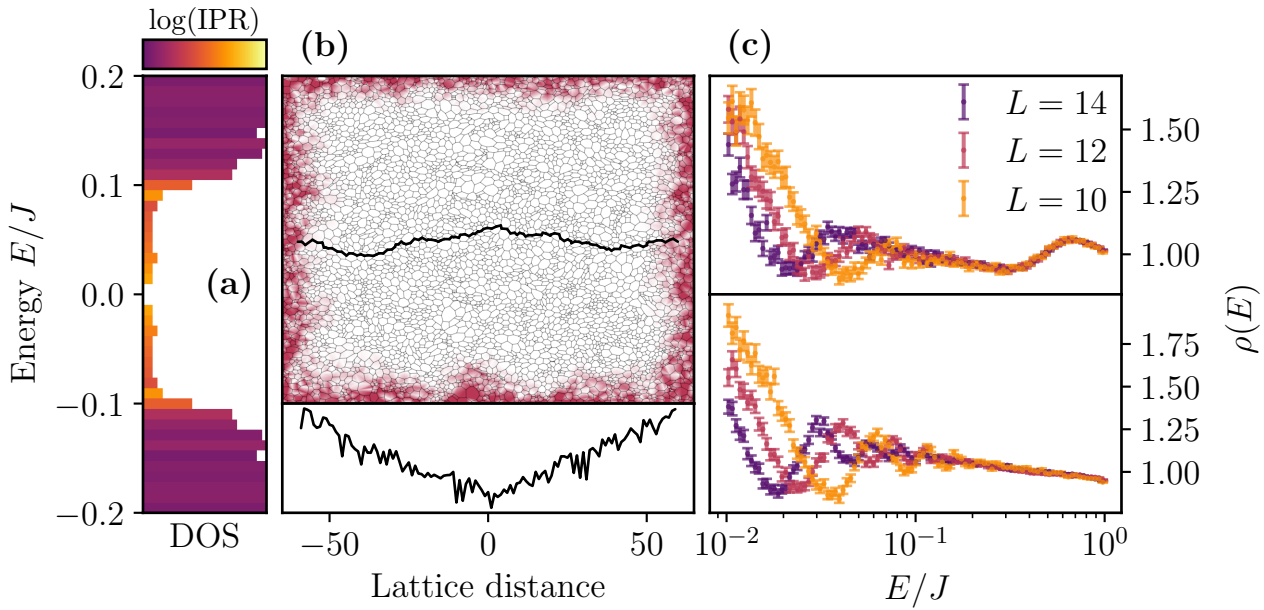 log(IPR)
(b)
(c)
0.2
0.1
0.0
−0.1
−0.2
Energy E/J
(a)
DOS
−50
0
50
Lattice distance
L = 14
L = 12
L = 10
1.50
1.25
1.00
1.75
1.50
1.25
1.00
ρ(E)
10⁻²
10⁻¹
10⁰
E/J